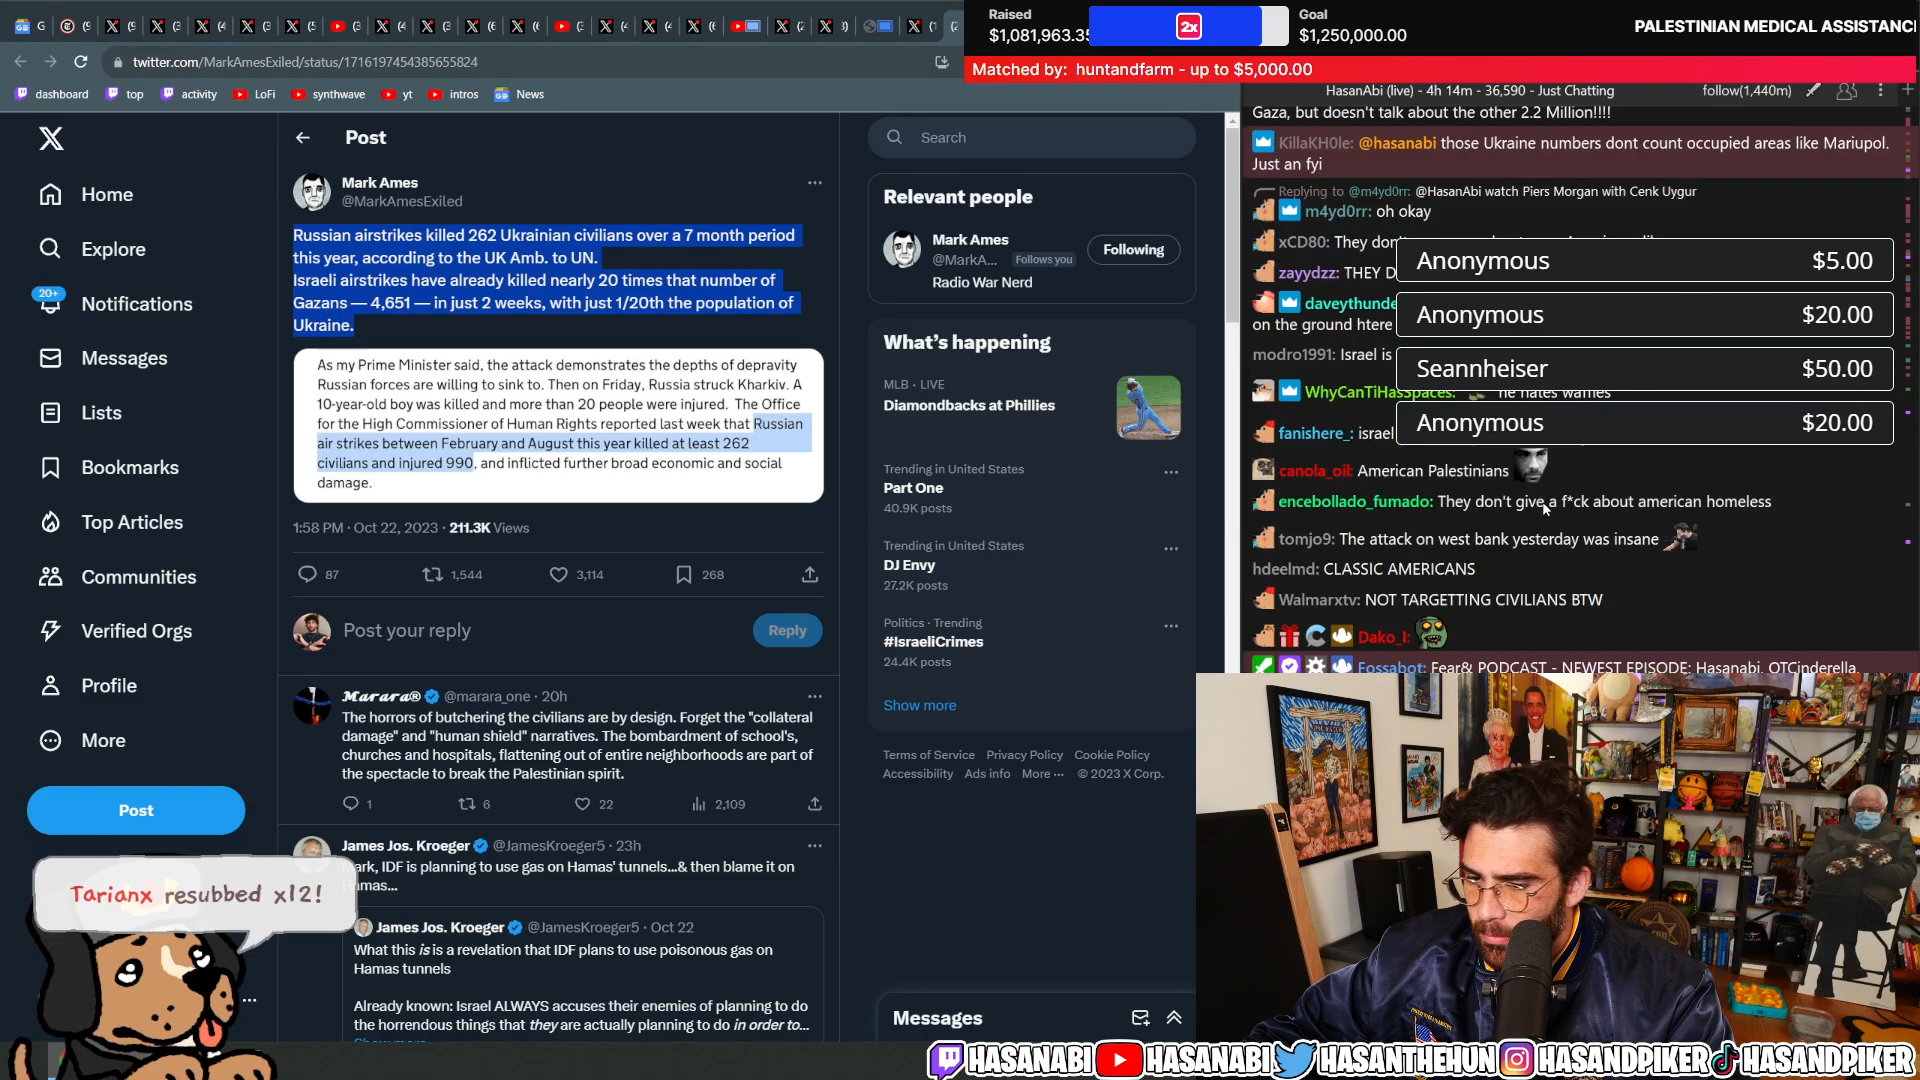 twitter.com/MarkAmesExiled/status/1716197454385655824
dashboard
top
activity
LoFi
synthwave
yt
intros
News
Raised
$1,081,963.35
2x
Goal
$1,250,000.00
PALESTINIAN MEDICAL ASSISTANC
Matched by: huntandfarm - up to $5,000.00
HasanAbi (live) - 4h 14m - 36,590 - Just Chatting
follow(1,440m)
Home
Explore
20+
Notifications
Messages
Lists
Bookmarks
Top Articles
Communities
Verified Orgs
Profile
More
Post
Tarianx resubbed x12!
Post
Mark Ames
@MarkAmesExiled
Russian airstrikes killed 262 Ukrainian civilians over a 7 month period
this year, according to the UK Amb. to UN.
Israeli airstrikes have already killed nearly 20 times that number of
Gazans — 4,651 — in just 2 weeks, with just 1/20th the population of
Ukraine.
As my Prime Minister said, the attack demonstrates the depths of depravity
Russian forces are willing to sink to. Then on Friday, Russia struck Kharkiv. A
10-year-old boy was killed and more than 20 people were injured. The Office
for the High Commissioner of Human Rights reported last week that Russian
air strikes between February and August this year killed at least 262
civilians and injured 990, and inflicted further broad economic and social
damage.
1:58 PM · Oct 22, 2023 · 211.3K Views
87
1,544
3,114
268
Post your reply
Reply
Marara® @marara_one · 20h
The horrors of butchering the civilians are by design. Forget the "collateral
damage" and "human shield" narratives. The bombardment of school's,
churches and hospitals, flattening out of entire neighborhoods are part of
the spectacle to break the Palestinian spirit.
1
6
22
2,109
James Jos. Kroeger @JamesKroeger5 · 23h
Mark, IDF is planning to use gas on Hamas' tunnels...& then blame it on
Hamas...
James Jos. Kroeger @JamesKroeger5 · Oct 22
What this is is a revelation that IDF plans to use poisonous gas on
Hamas tunnels
Already known: Israel ALWAYS accuses their enemies of planning to do
the horrendous things that they are actually planning to do in order to...
Search
Relevant people
Mark Ames
@MarkA... Follows you
Following
Radio War Nerd
What's happening
MLB · LIVE
Diamondbacks at Phillies
Trending in United States
Part One
40.9K posts
Trending in United States
DJ Envy
27.2K posts
Politics · Trending
#IsraeliCrimes
24.4K posts
Show more
Terms of Service Privacy Policy Cookie Policy
Accessibility Ads info More ··· © 2023 X Corp.
Messages
Gaza, but doesn't talk about the other 2.2 Million!!!!
KillaKH0le: @hasanabi those Ukraine numbers dont count occupied areas like Mariupol.
Just an fyi
Replying to @m4yd0rr: @HasanAbi watch Piers Morgan with Cenk Uygur
m4yd0rr: oh okay
xCD80: They don't
zayydzz: THEY D
daveythunde
on the ground htere
modro1991: Israel is
WhyCanTiHasSpaces: he hates waffles
fanishere_: israel
Anonymous $5.00
Anonymous $20.00
Seannheiser $50.00
Anonymous $20.00
canola_oil: American Palestinians
encebollado_fumado: They don't give a f*ck about american homeless
tomjo9: The attack on west bank yesterday was insane
hdeelmd: CLASSIC AMERICANS
Walmarxtv: NOT TARGETTING CIVILIANS BTW
Dako_I:
Fossabot: Fear& PODCAST - NEWEST EPISODE: Hasanabi, QTCinderella,
HASANABI HASANABI HASANTHEHUN HASANDPIKER HASANDPIKER